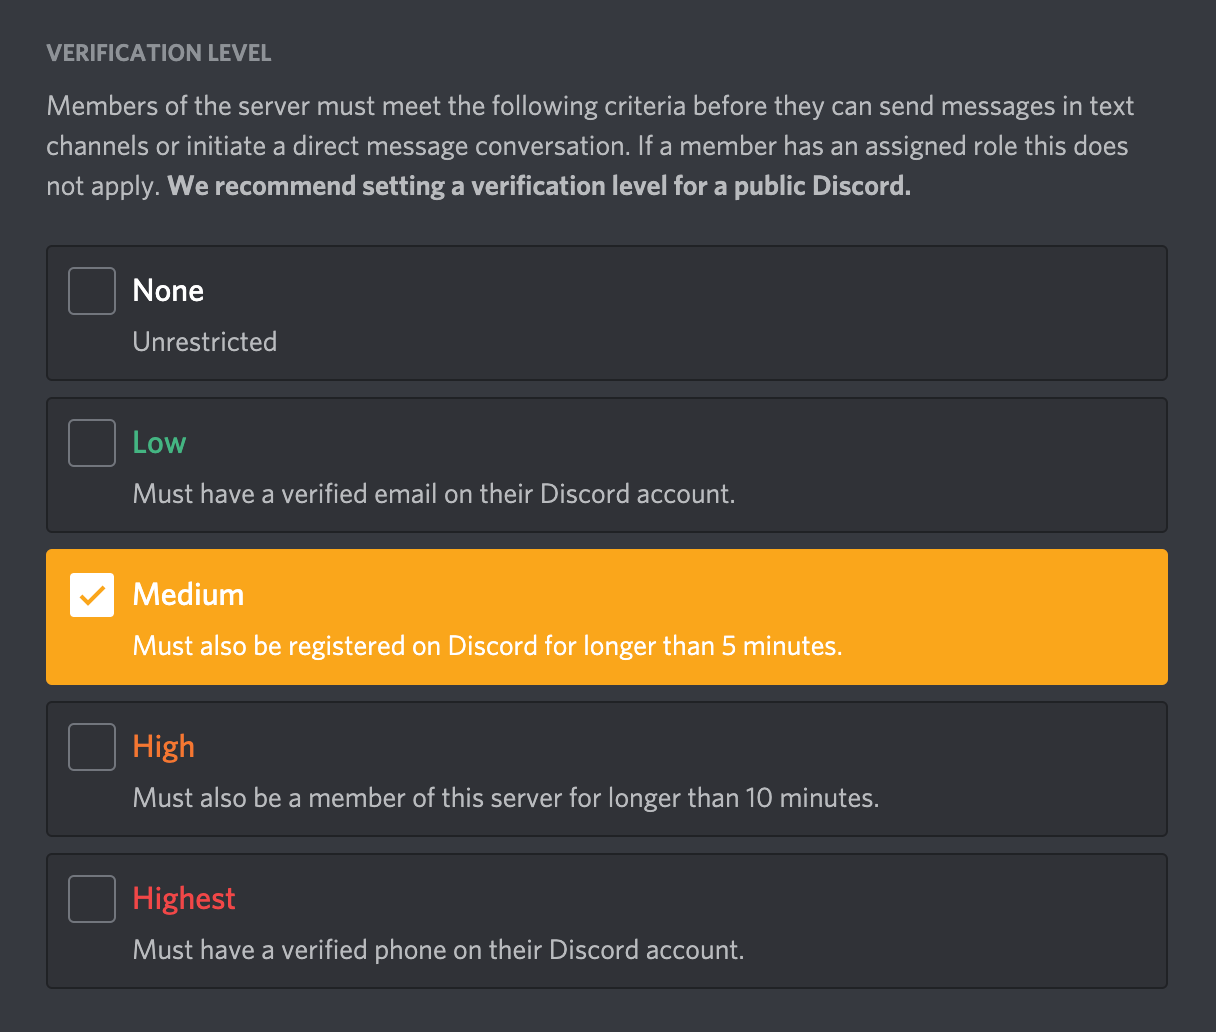 VERIFICATION LEVEL
Members of the server must meet the following criteria before they can send messages in text
channels or initiate a direct message conversation. If a member has an assigned role this does
not apply. We recommend setting a verification level for a public Discord.
None
Unrestricted
Low
Must have a verified email on their Discord account.
Medium
Must also be registered on Discord for longer than 5 minutes.
High
Must also be a member of this server for longer than 10 minutes.
Highest
Must have a verified phone on their Discord account.